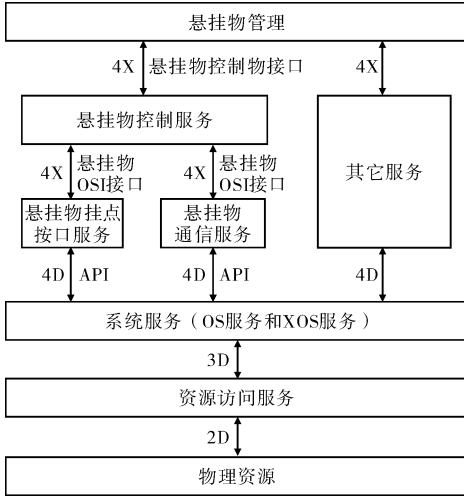 悬挂物管理
4X 悬挂物控制物接口 4X
悬挂物控制服务
其它服务
4X 悬挂物 4X 悬挂物
OSI接口 OSI接口
悬挂物挂点 悬挂物
按口服务 通信服务
4D API 4D API 4D
系统服务（OS服务和XOS服务）
3D
资源访问服务
2D
物理资源